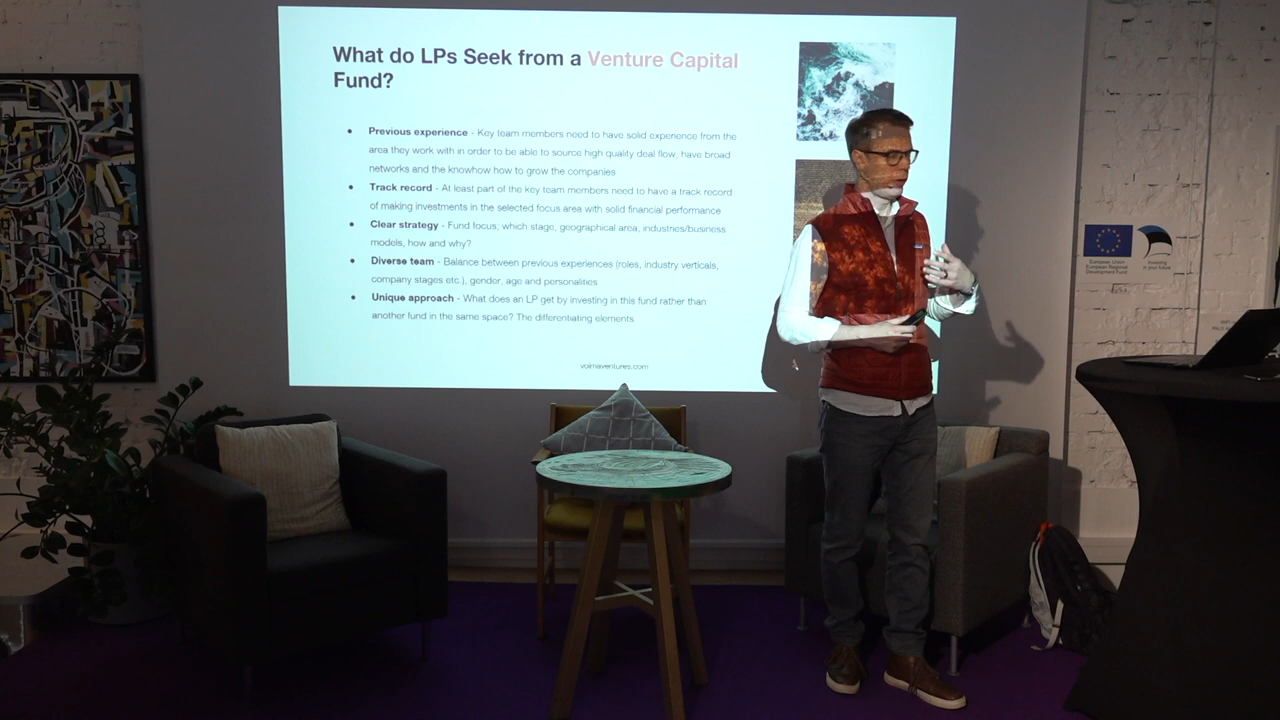 What do LPs Seek from a Venture Capital
Fund?
Previous experience - Key team members need to have solid experience from the
area they work with in order to be able to source high quality deal flow, have broad
networks and the knowhow how to grow the companies
Track record - At least part of the key team members need to have a track record
of making investments in the selected focus area with solid financial performance
Clear strategy - Fund focus; which stage, geographical area, industries/business
models, how and why?
Diverse team - Balance between previous experiences (roles, industry verticals,
company stages etc.), gender, age and personalities
Unique approach - What does an LP get by investing in this fund rather than
another fund in the same space? The differentiating elements
voimaventures.com
European Union
European Regional
Development Fund
Investing
in your future